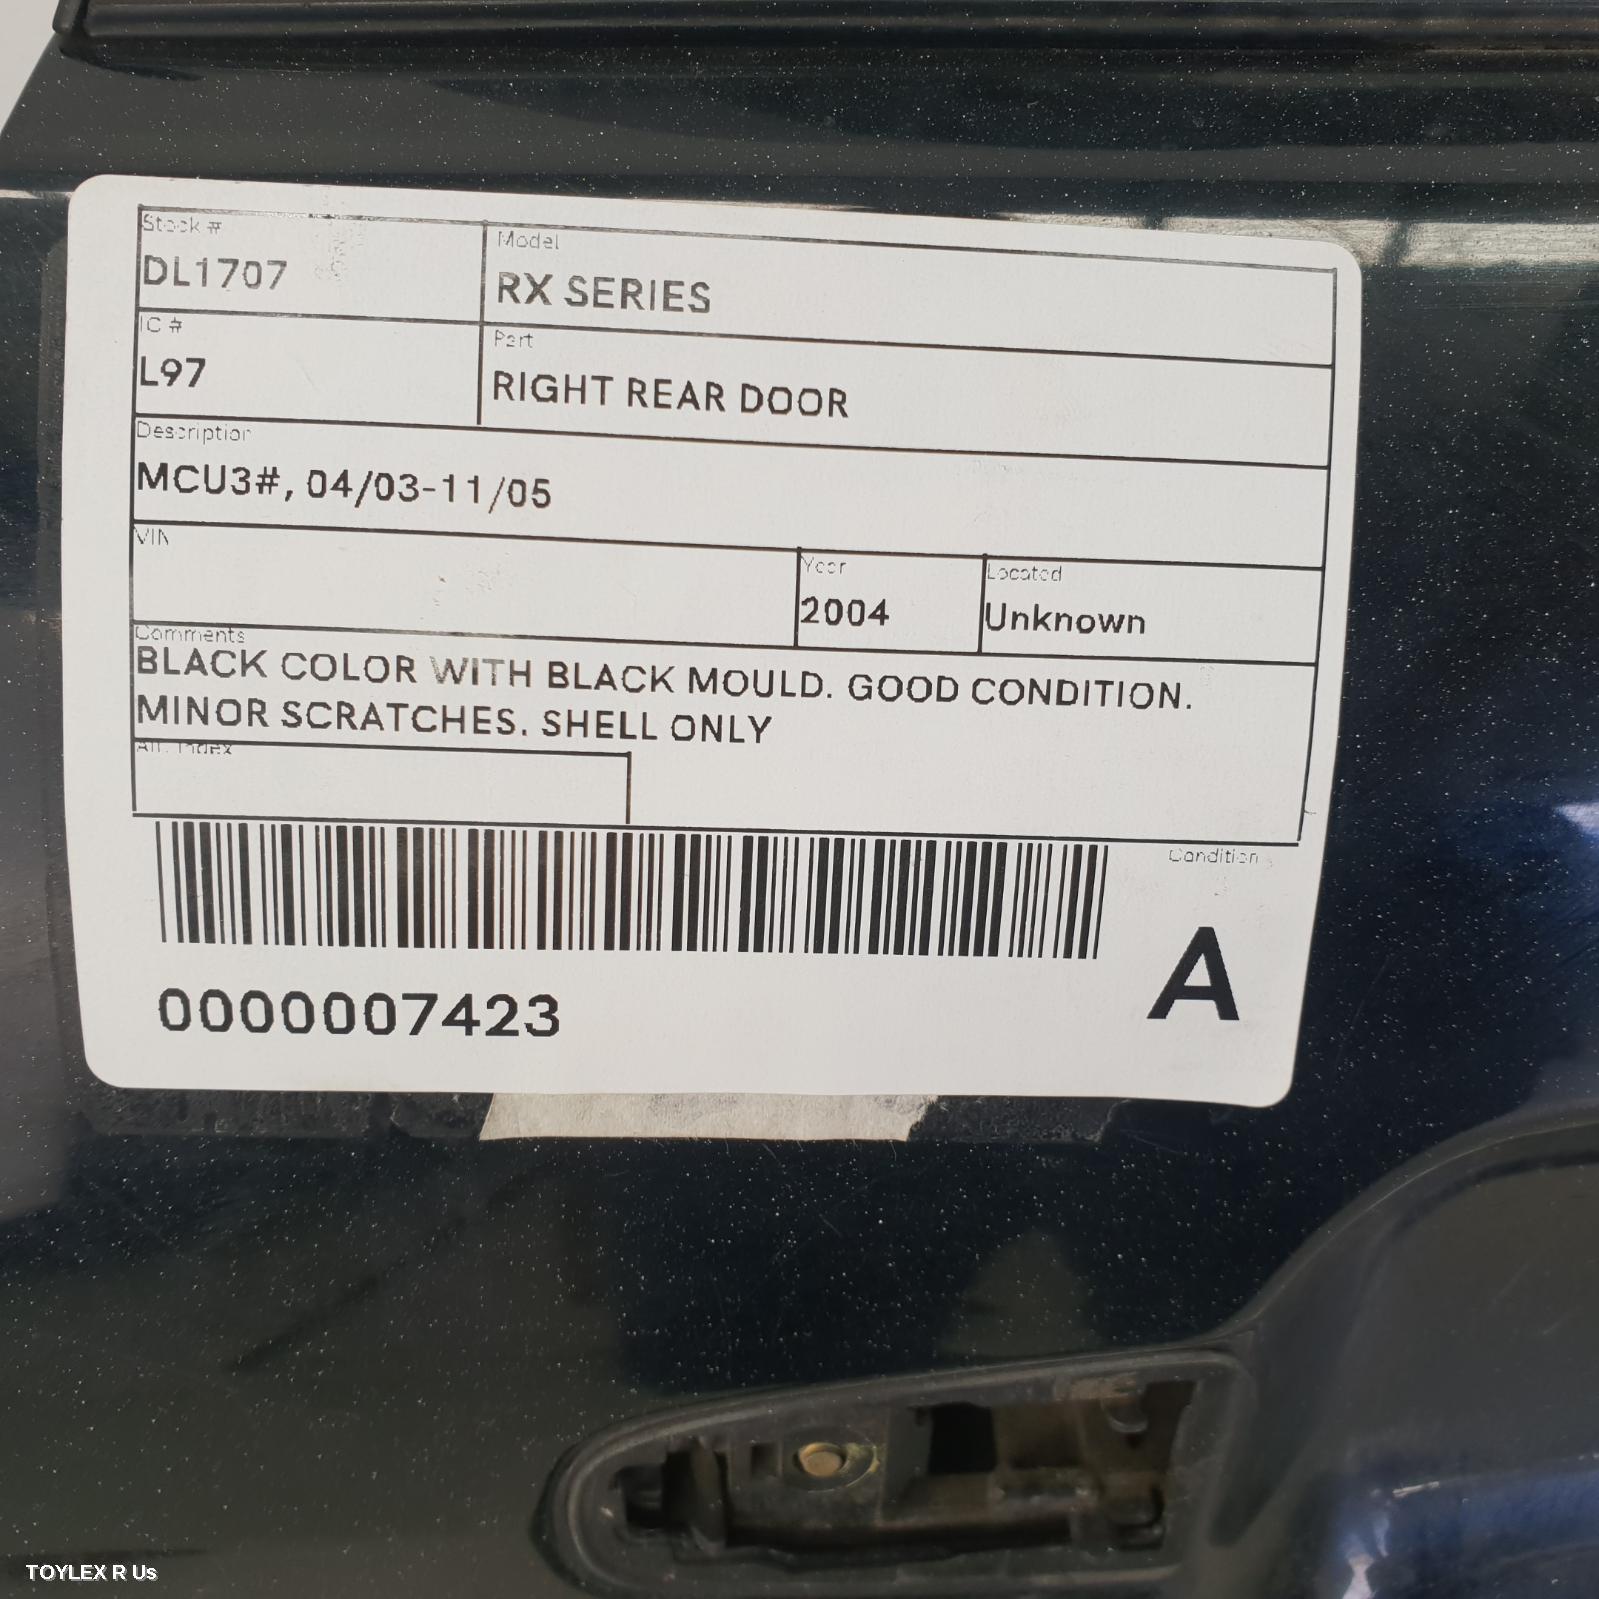 Stock #
DL1707
Model
RX SERIES
IC #
L97
Part
RIGHT REAR DOOR
Description
MCU3#, 04/03-11/05
VIN
Year
2004
Located
Unknown
Comments
BLACK COLOR WITH BLACK MOULD. GOOD CONDITION.
MINOR SCRATCHES. SHELL ONLY
Alt. Index
Condition
A
0000007423
TOYLEX R Us